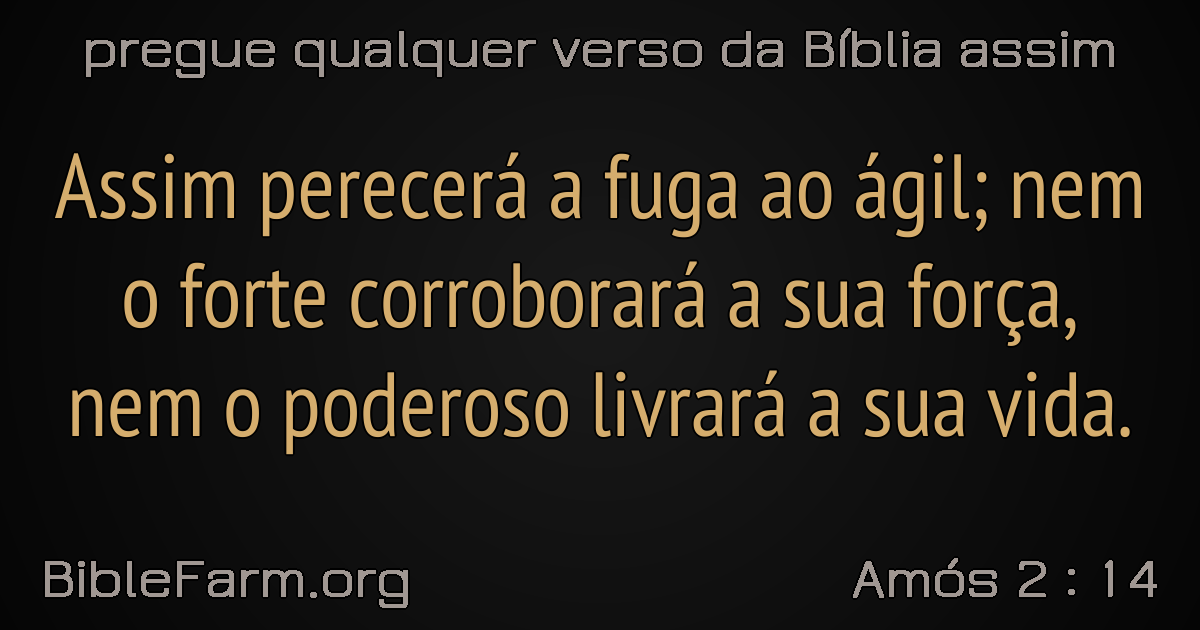 pregue qualquer verso da Bíblia assim
Assim perecerá a fuga ao ágil; nem
o forte corroborará a sua força,
nem o poderoso livrará a sua vida.
BibleFarm.org
Amós 2 : 14